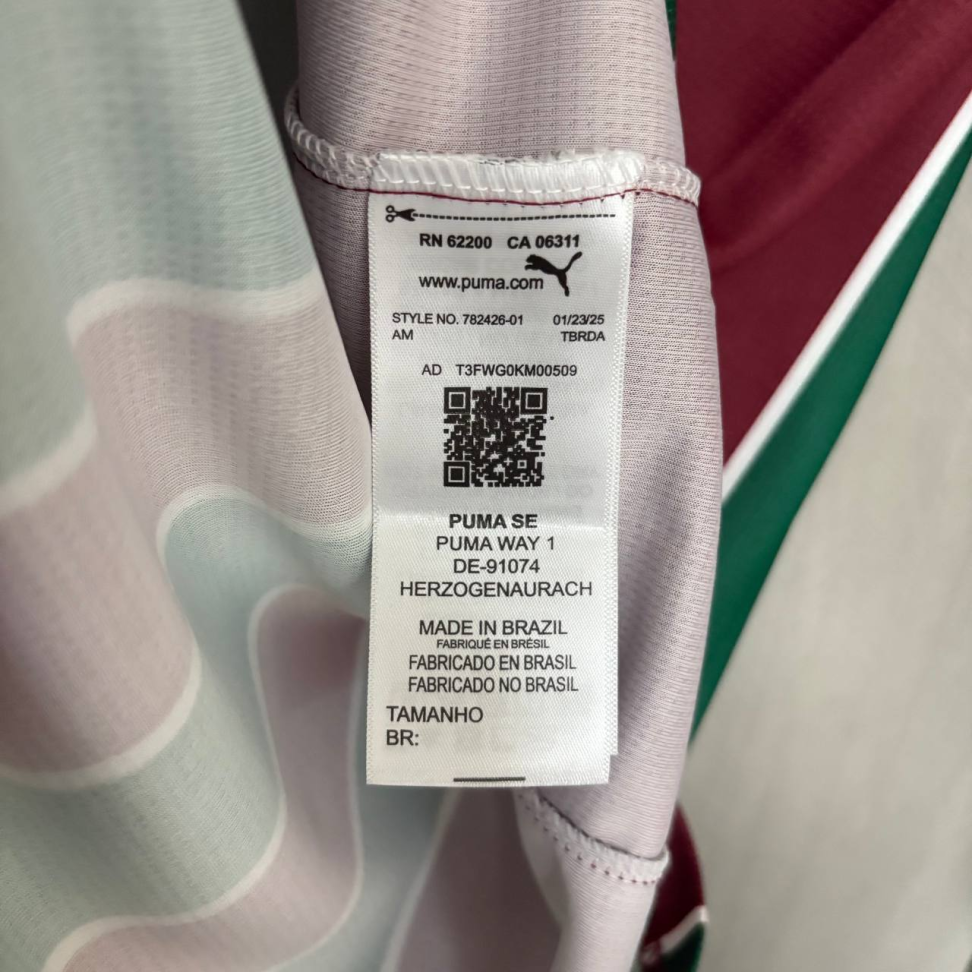 RN 62200 CA 06311
www.puma.com
STYLE NO. 782426-01 01/23/25
AM TBRDA
AD T3FWG0KM00509
PUMA SE
PUMA WAY 1
DE-91074
HERZOGENAURACH
MADE IN BRAZIL
FABRIQUÉ EN BRÉSIL
FABRICADO EN BRASIL
FABRICADO NO BRASIL
TAMANHO
BR: